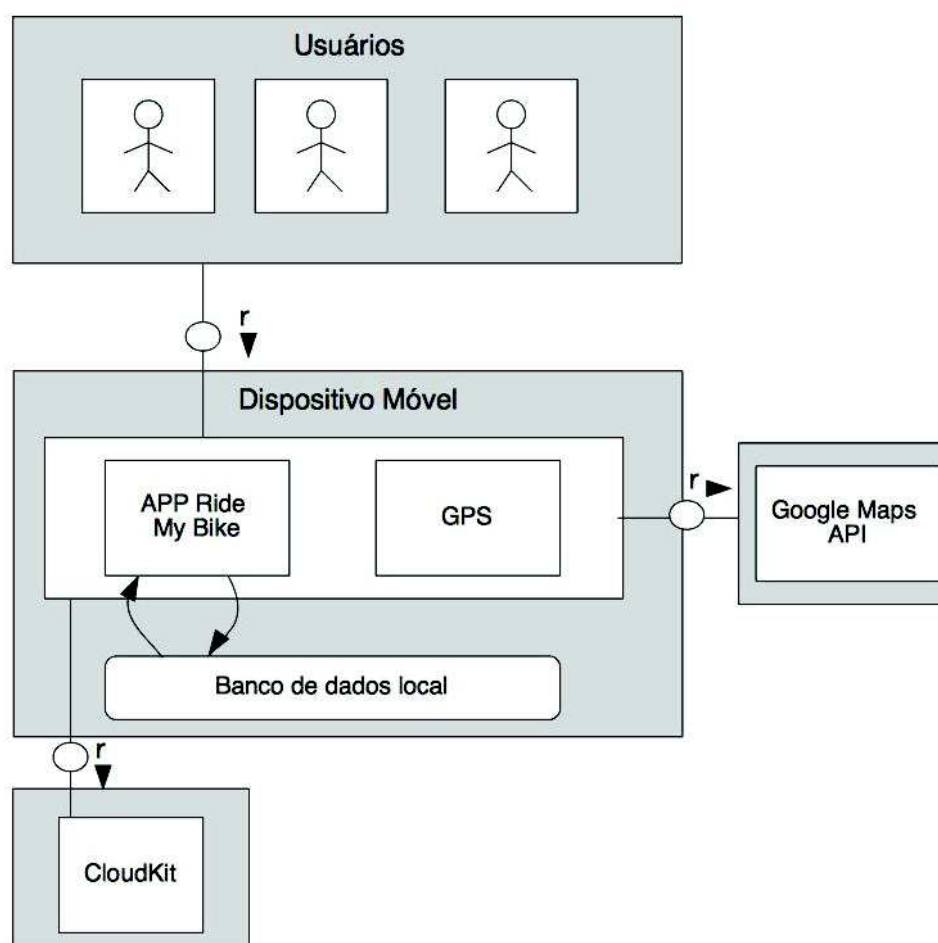 Usuários
r
Dispositivo Móvel
APP Ride
My Bike
GPS
r
Google Maps
API
Banco de dados local
r
CloudKit